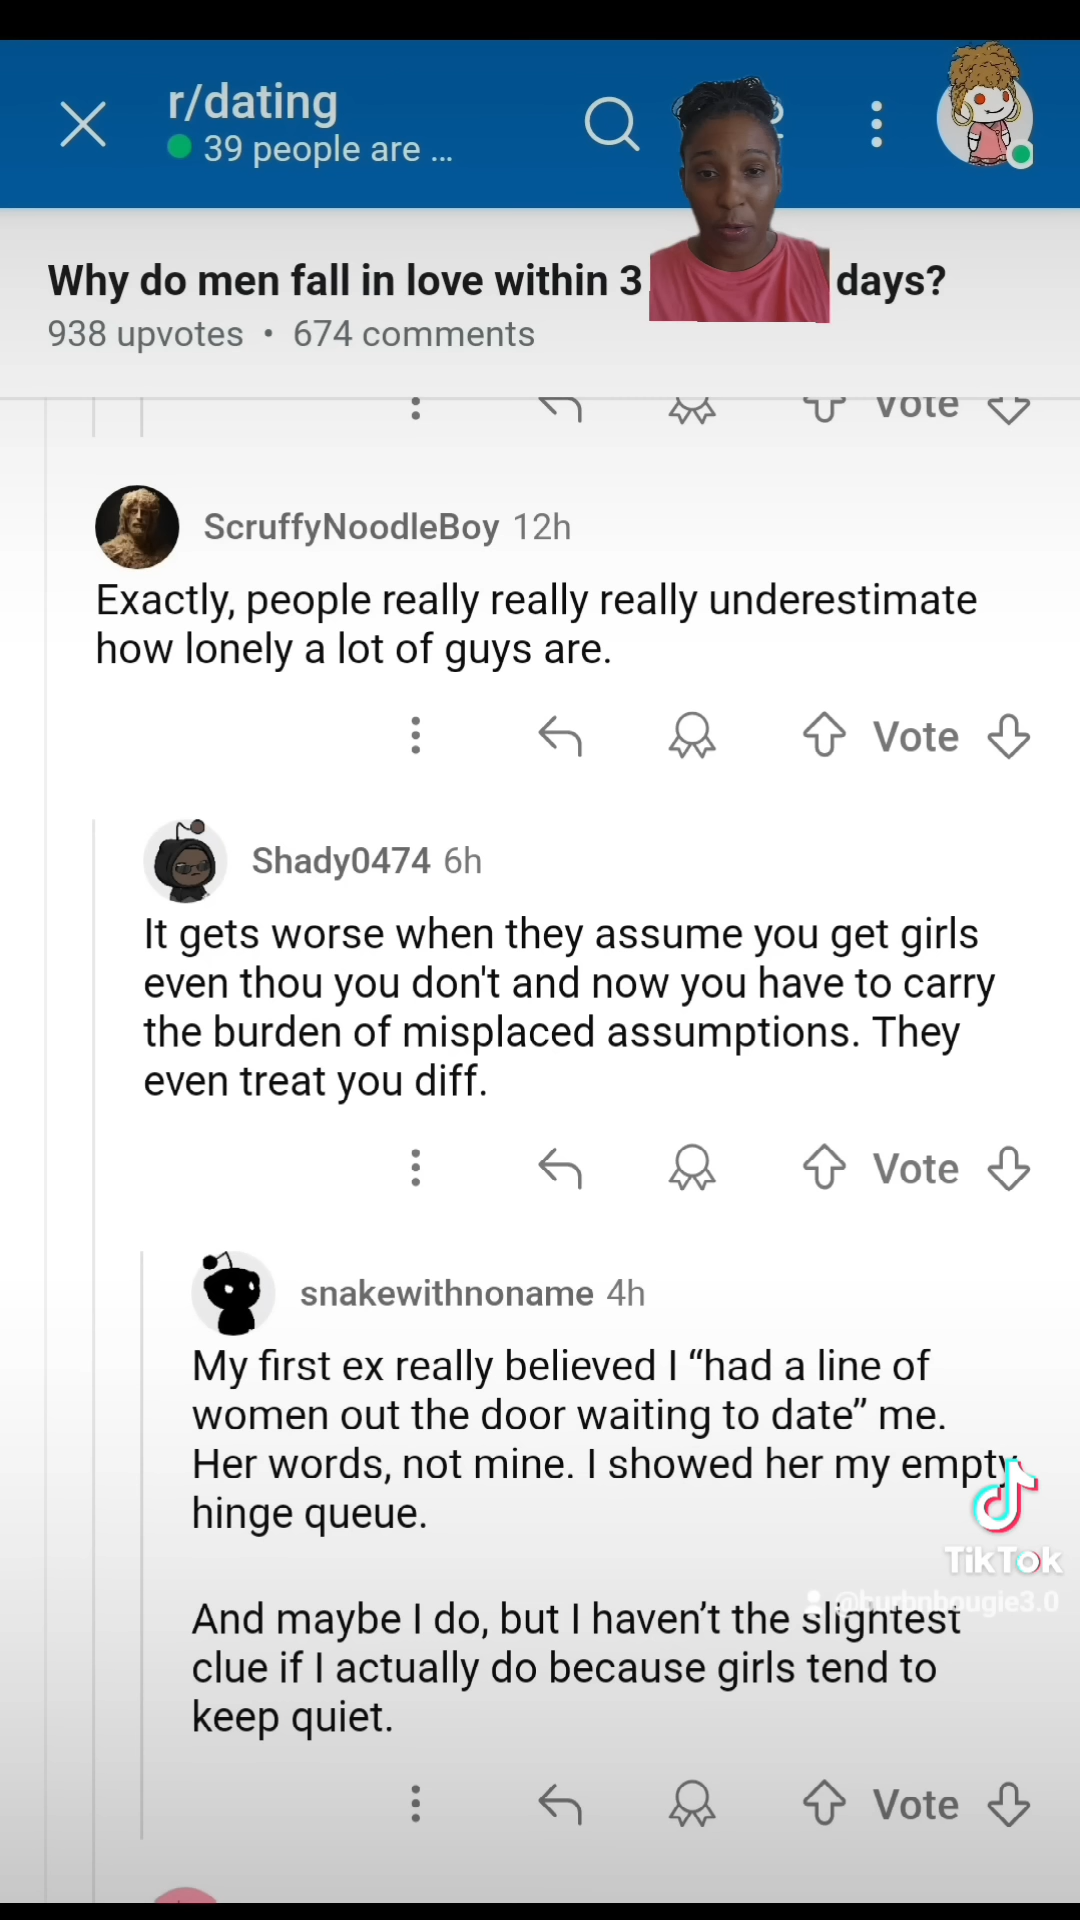 r/dating
39 people are ...
Why do men fall in love within 3 days?
938 upvotes • 674 comments
Vote
ScruffyNoodleBoy 12h
Exactly, people really really really underestimate
how lonely a lot of guys are.
Vote
Shady0474 6h
It gets worse when they assume you get girls
even thou you don't and now you have to carry
the burden of misplaced assumptions. They
even treat you diff.
Vote
snakewithnoname 4h
My first ex really believed I “had a line of
women out the door waiting to date” me.
Her words, not mine. I showed her my empty
hinge queue.
TikTok
@burbnbougie3.0
And maybe I do, but I haven’t the slightest
clue if I actually do because girls tend to
keep quiet.
Vote